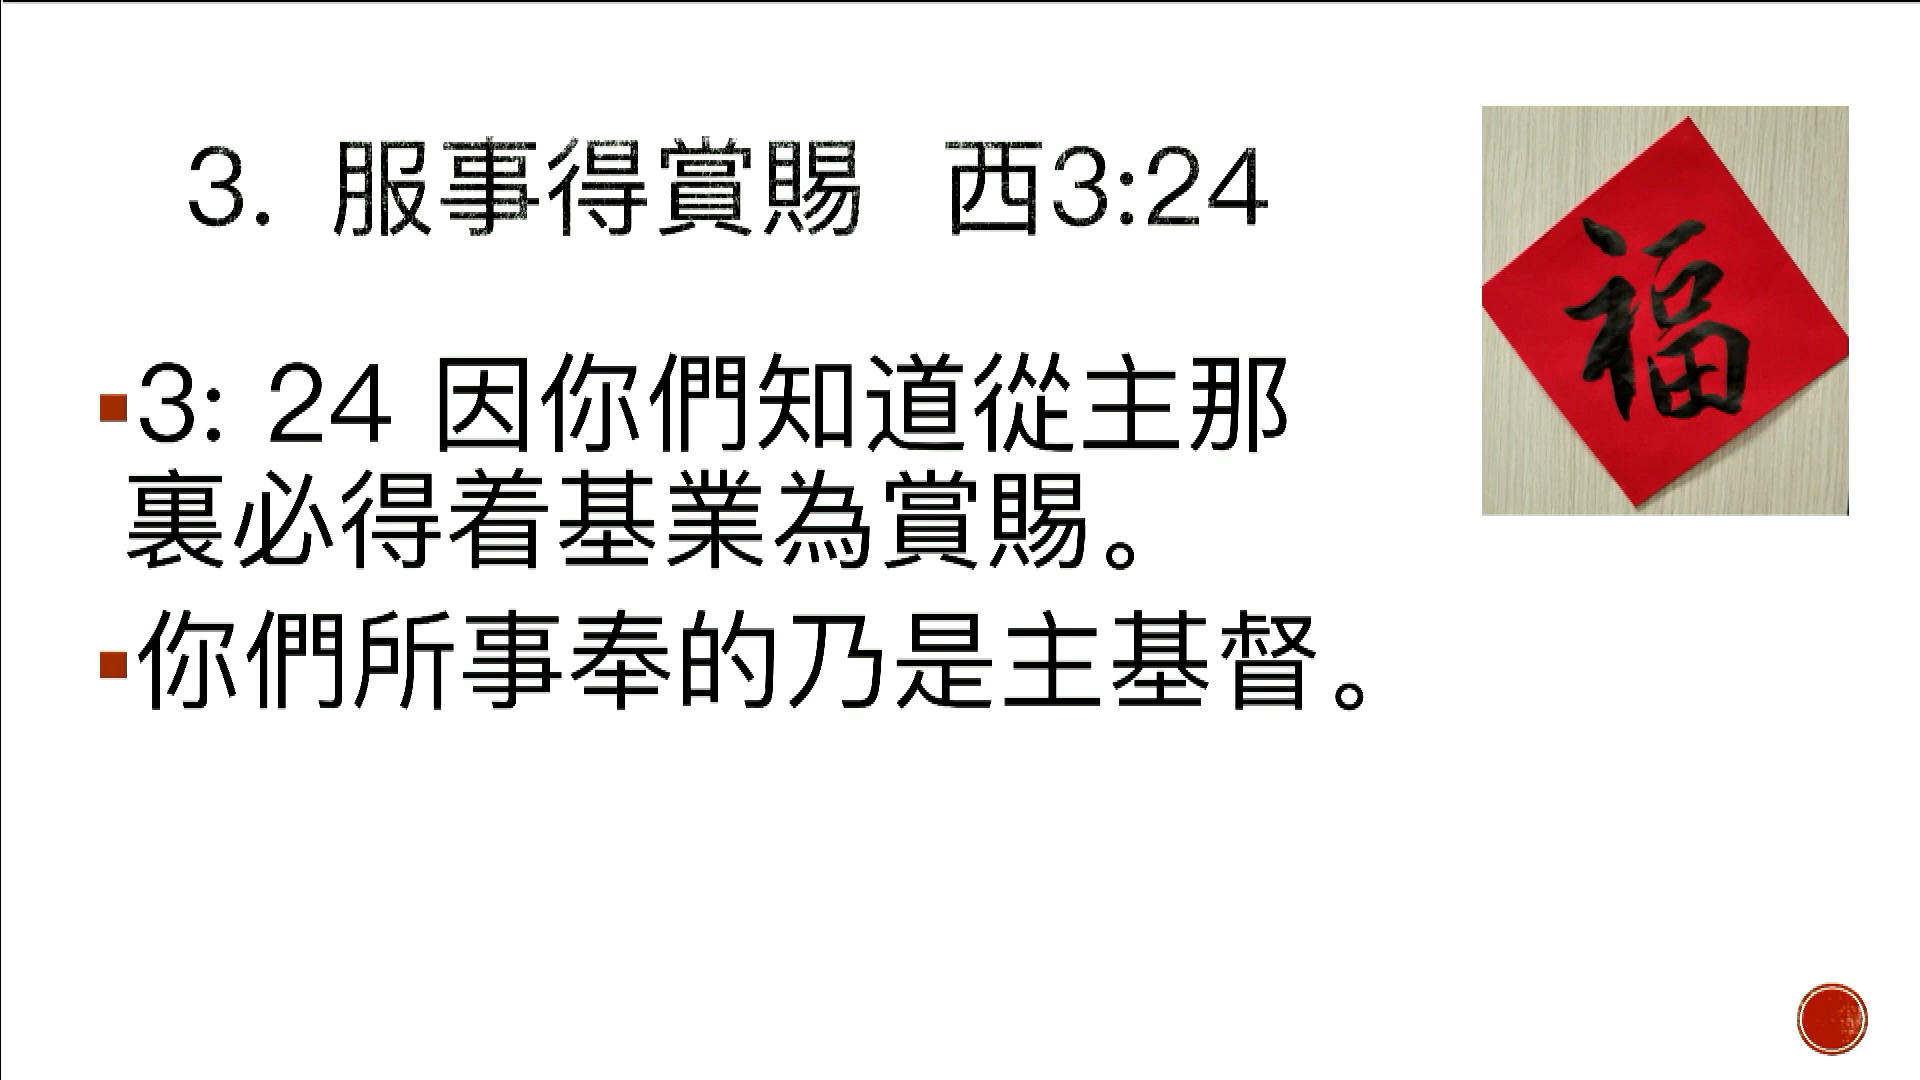 3. 服事得賞賜 西3:24
3: 24 因你們知道從主那
裏必得着基業為賞賜。
你們所事奉的乃是主基督。
福